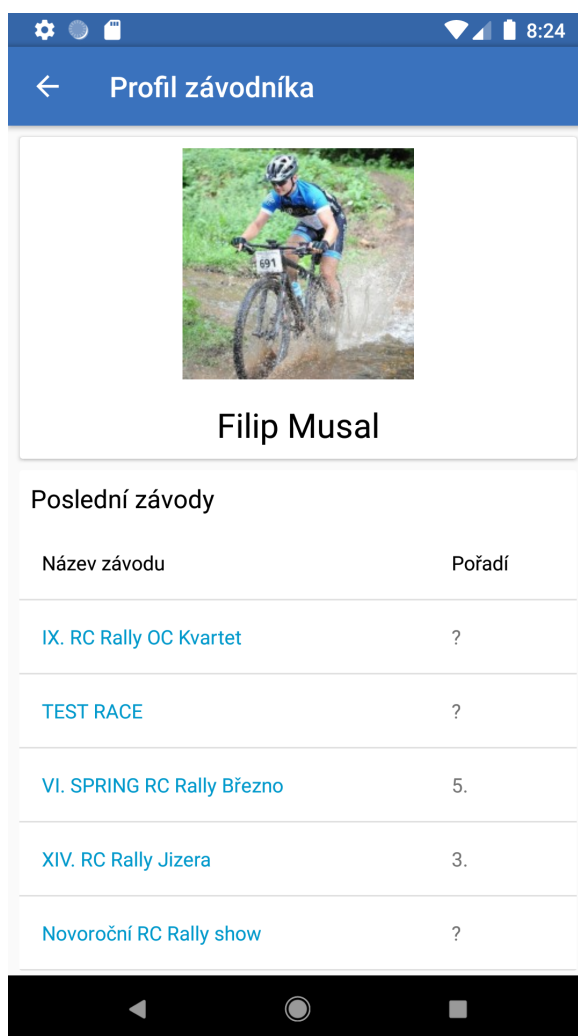 8:24
Profil závodníka
691
Filip Musal
Poslední závody
Název závodu Pořadí
IX. RC Rally OC Kvartet ?
TEST RACE ?
VI. SPRING RC Rally Březno 5.
XIV. RC Rally Jizera 3.
Novoroční RC Rally show ?